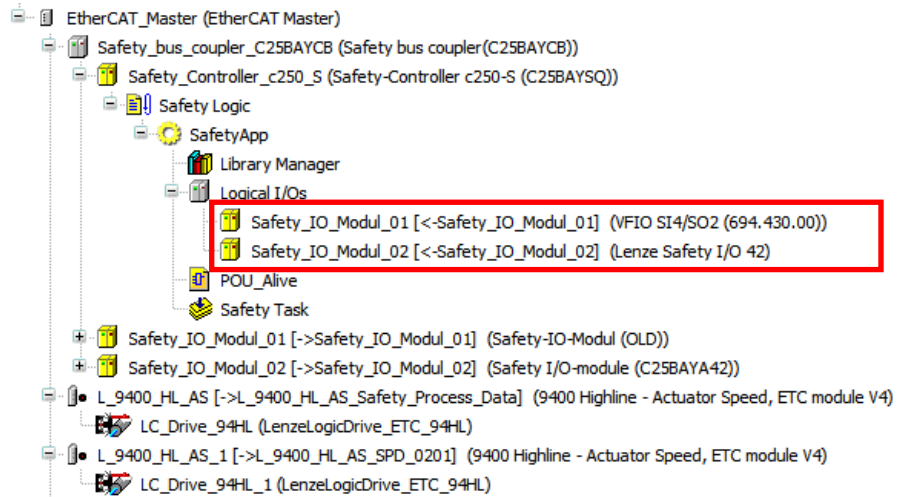 EtherCAT_Master (EtherCAT Master)
Safety_bus_coupler_C25BAYCB (Safety bus coupler(C25BAYCB))
Safety_Controller_c250_S (Safety-Controller c250-S (C25BAYSQ))
Safety Logic
SafetyApp
Library Manager
Logical I/Os
Safety_IO_Modul_01 [<-Safety_IO_Modul_01] (VFIO SI4/SO2 (694.430.00))
Safety_IO_Modul_02 [<-Safety_IO_Modul_02] (Lenze Safety I/O 42)
POU_Alive
Safety Task
Safety_IO_Modul_01 [->Safety_IO_Modul_01] (Safety-IO-Modul (OLD))
Safety_IO_Modul_02 [->Safety_IO_Modul_02] (Safety I/O-module (C25BAYA42))
L_9400_HL_AS [->L_9400_HL_AS_Safety_Process_Data] (9400 Highline - Actuator Speed, ETC module V4)
LC_Drive_94HL (LenzeLogicDrive_ETC_94HL)
L_9400_HL_AS_1 [->L_9400_HL_AS_SPD_0201] (9400 Highline - Actuator Speed, ETC module V4)
LC_Drive_94HL_1 (LenzeLogicDrive_ETC_94HL)